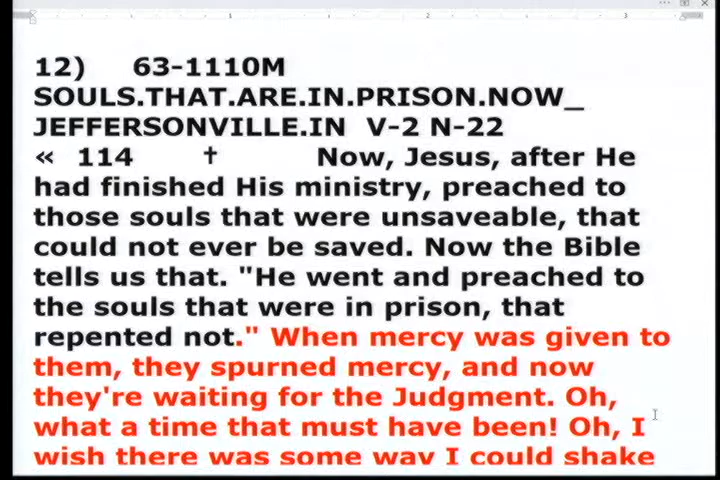 12) 63-1110M
SOULS.THAT.ARE.IN.PRISON.NOW_
JEFFERSONVILLE.IN V-2 N-22
« 114 † Now, Jesus, after He
had finished His ministry, preached to
those souls that were unsaveable, that
could not ever be saved. Now the Bible
tells us that. "He went and preached to
the souls that were in prison, that
repented not." When mercy was given to
them, they spurned mercy, and now
they're waiting for the Judgment. Oh,
what a time that must have been! Oh, I
wish there was some way I could shake